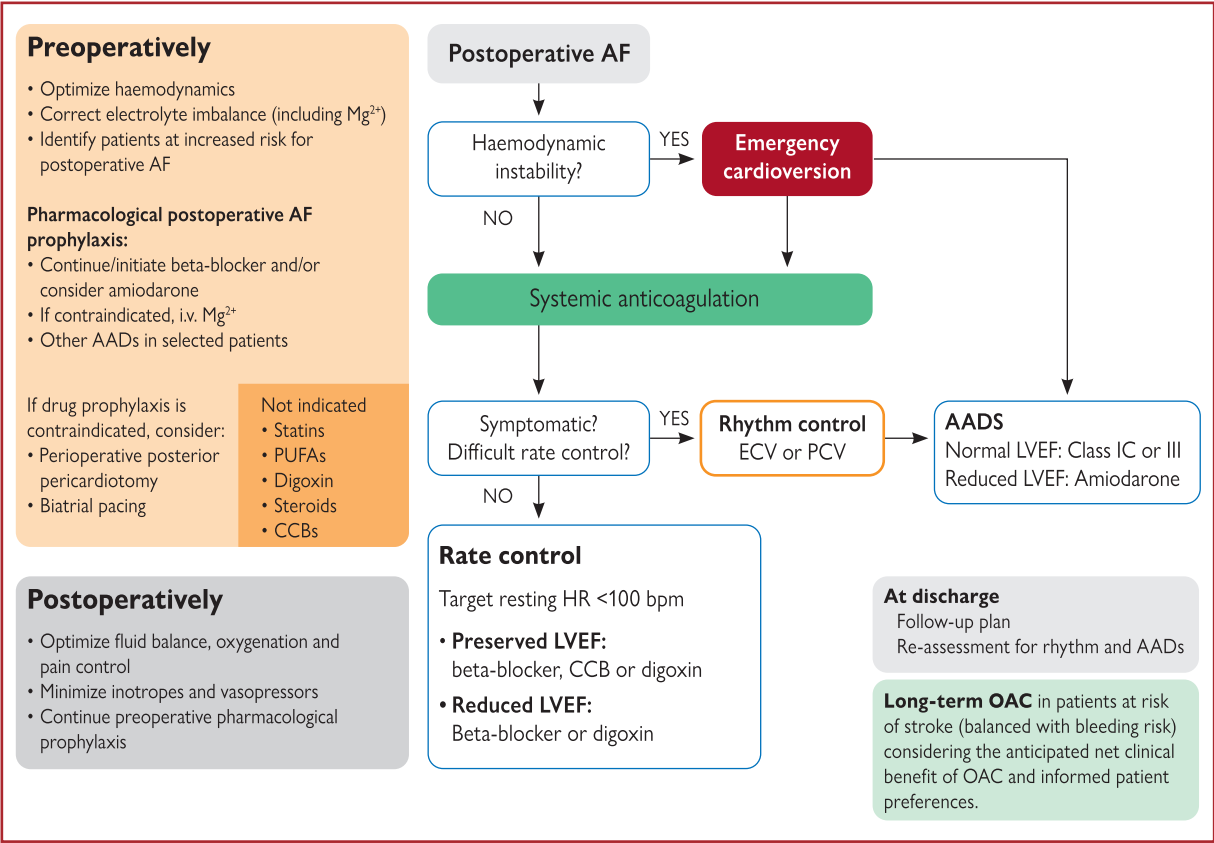 Preoperatively
• Optimize haemodynamics
• Correct electrolyte imbalance (including Mg²⁺)
• Identify patients at increased risk for
postoperative AF
Pharmacological postoperative AF
prophylaxis:
• Continue/initiate beta-blocker and/or
consider amiodarone
• If contraindicated, i.v. Mg²⁺
• Other AADs in selected patients
If drug prophylaxis is
contraindicated, consider:
• Perioperative posterior
pericardiotomy
• Biatrial pacing
Not indicated
• Statins
• PUFAs
• Digoxin
• Steroids
• CCBs
Postoperatively
• Optimize fluid balance, oxygenation and
pain control
• Minimize inotropes and vasopressors
• Continue preoperative pharmacological
prophylaxis
Postoperative AF
Haemodynamic
instability?
YES
Emergency
cardioversion
NO
Systemic anticoagulation
Symptomatic?
Difficult rate control?
YES
Rhythm control
ECV or PCV
AADS
Normal LVEF: Class IC or III
Reduced LVEF: Amiodarone
NO
Rate control
Target resting HR <100 bpm
• Preserved LVEF:
beta-blocker, CCB or digoxin
• Reduced LVEF:
Beta-blocker or digoxin
At discharge
Follow-up plan
Re-assessment for rhythm and AADs
Long-term OAC in patients at risk
of stroke (balanced with bleeding risk)
considering the anticipated net clinical
benefit of OAC and informed patient
preferences.